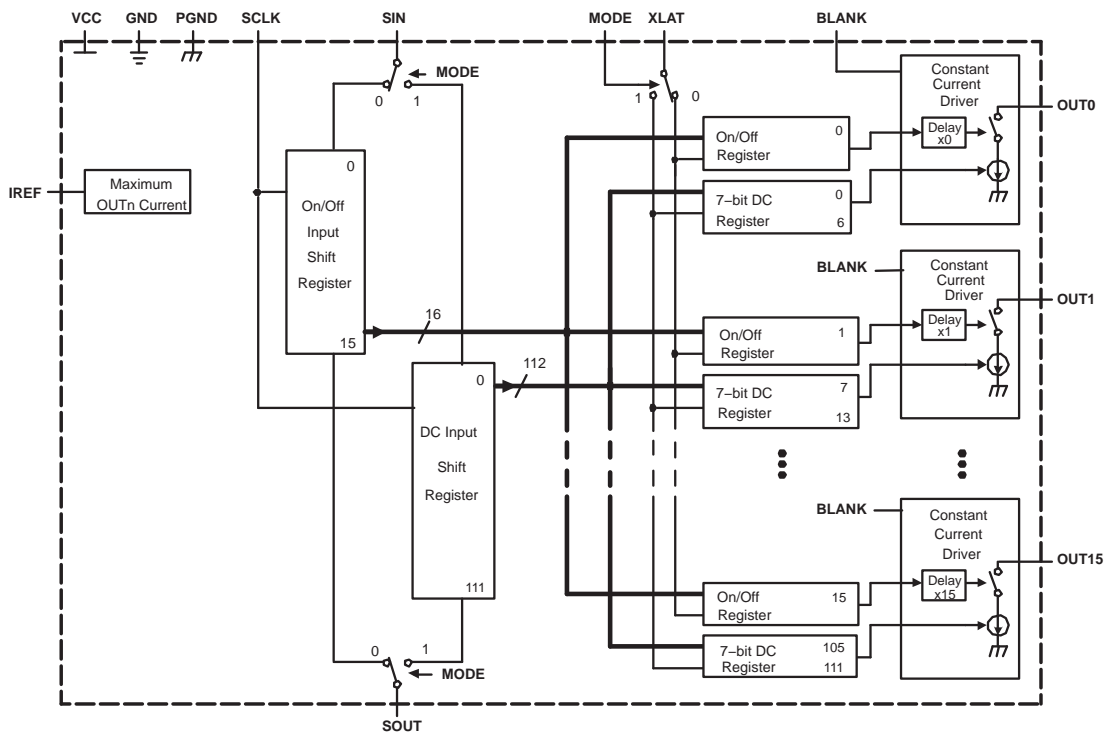 VCC GND PGND SCLK SIN MODE XLAT BLANK
MODE
0 1
1 0
Constant
Current
Driver
OUT0
Delay
x0
On/Off
Register
0
7–bit DC
Register
0
6
IREF
Maximum
OUTn Current
0
On/Off
Input
Shift
Register
15
16
BLANK
Constant
Current
Driver
OUT1
Delay
x1
On/Off
Register
1
7–bit DC
Register
7
13
112
0
DC Input
Shift
Register
111
BLANK
Constant
Current
Driver
OUT15
Delay
x15
On/Off
Register
15
7–bit DC
Register
105
111
0 1
MODE
SOUT